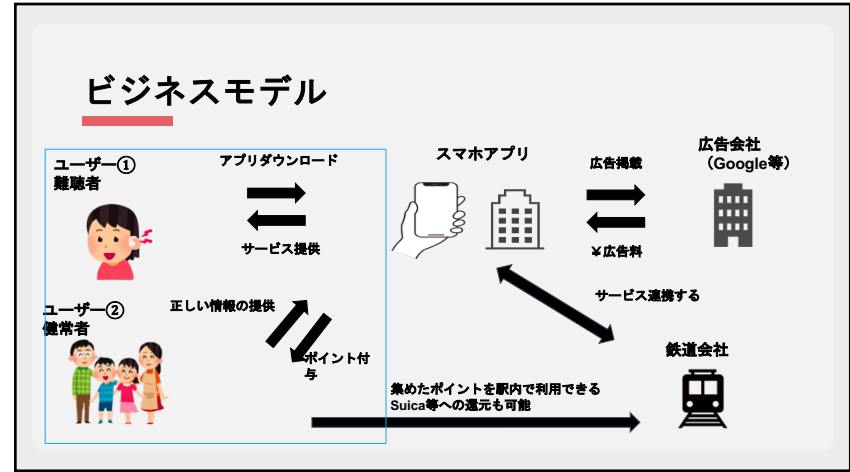 ビジネスモデル
ユーザー①
難聴者
アプリダウンロード
サービス提供
スマホアプリ
広告掲載
¥広告料
広告会社
（Google等）
ユーザー②
健常者
正しい情報の提供
ポイント付
与
サービス連携する
鉄道会社
集めたポイントを駅内で利用できる
Suica等への還元も可能